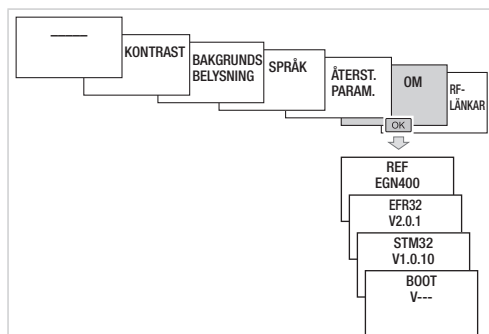 _____
KONTRAST
BAKGRUNDS
BELYSNING
SPRÅK
ÅTERST.
PARAM.
OM
RF-
LÄNKAR
OK
REF
EGN400
EFR32
V2.0.1
STM32
V1.0.10
BOOT
V---